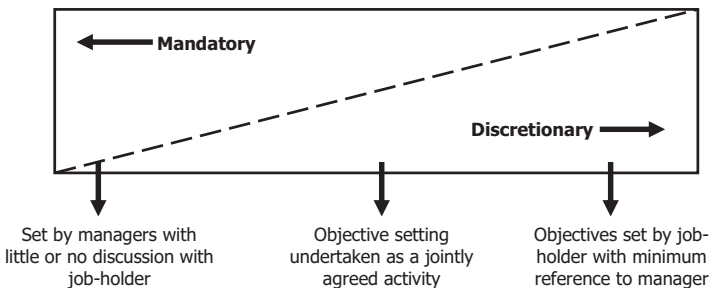 Mandatory
Discretionary
Set by managers with
little or no discussion with
job-holder
Objective setting
undertaken as a jointly
agreed activity
Objectives set by job-
holder with minimum
reference to manager